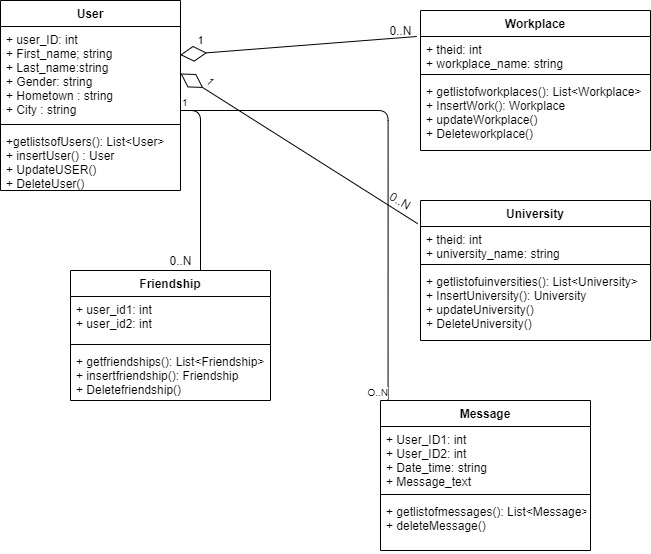 User
+ user_ID: int
+ First_name; string
+ Last_name:string
+ Gender: string
+ Hometown : string
+ City : string
+getlistsofUsers(): List<User>
+ insertUser() : User
+ UpdateUSER()
+ DeleteUser()
1
0..N
Workplace
+ theid: int
+ workplace_name: string
+ getlistofworkplaces(): List<Workplace>
+ InsertWork(): Workplace
+ updateWorkplace()
+ Deleteworkplace()
1
0..N
University
+ theid: int
+ university_name: string
+ getlistofuinversities(): List<University>
+ InsertUniversity(): University
+ updateUniversity()
+ DeleteUniversity()
1
0..N
Friendship
+ user_id1: int
+ user_id2: int
+ getfriendships(): List<Friendship>
+ insertfriendship(): Friendship
+ Deletefriendship()
O..N
Message
+ User_ID1: int
+ User_ID2: int
+ Date_time: string
+ Message_text
+ getlistofmessages(): List<Message>
+ deleteMessage()